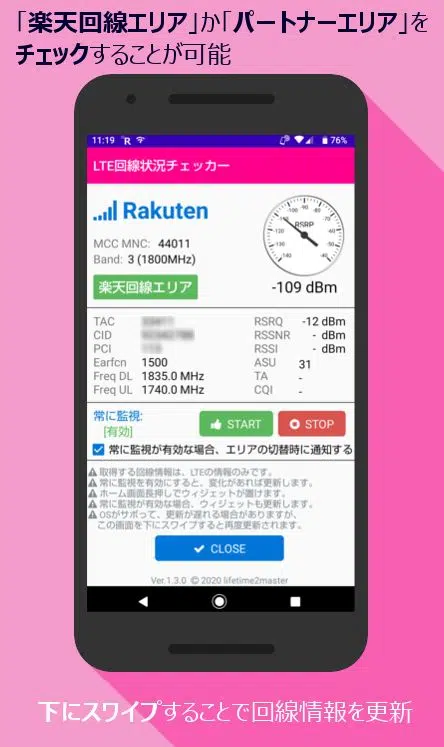 「楽天回線エリア」か「パートナーエリア」を
チェックすることが可能
11:19 R 76%
LTE回線状況チェッカー
Rakuten
MCC MNC: 44011
Band: 3 (1800MHz)
楽天回線エリア
RSRP
-140 -130 -120 -110 -100 -90 -80 -70 -60 -50 -40
-109 dBm
TAC RSRQ -12 dBm
CID RSSNR - dBm
PCI RSSI - dBm
Earfcn 1500 ASU 31
Freq DL 1835.0 MHz TA -
Freq UL 1740.0 MHz CQI -
常に監視:
[有効]
START
STOP
常に監視が有効な場合、エリアの切替時に通知する
取得する回線情報は、LTEの情報のみです。
常に監視を有効にすると、変化があれば更新します。
ホーム画面長押しでウィジェットが置けます。
常に監視が有効な場合、ウィジットも更新します。
OSがサボって、更新が遅れる場合がありますが、
この画面を下にスワイプすると再度更新されます。
CLOSE
Ver.1.3.0 © 2020 lifetime2master
下にスワイプすることで回線情報を更新